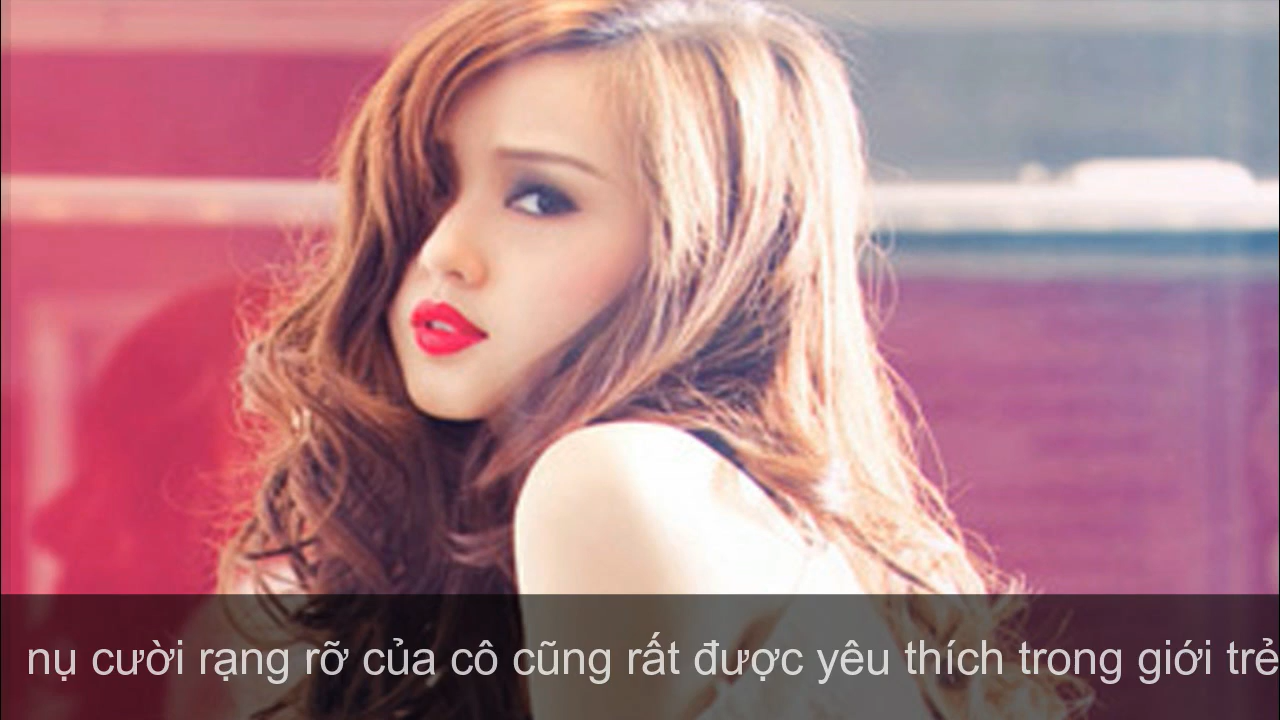 nụ cười rạng rỡ của cô cũng rất được yêu thích trong giới trẻ